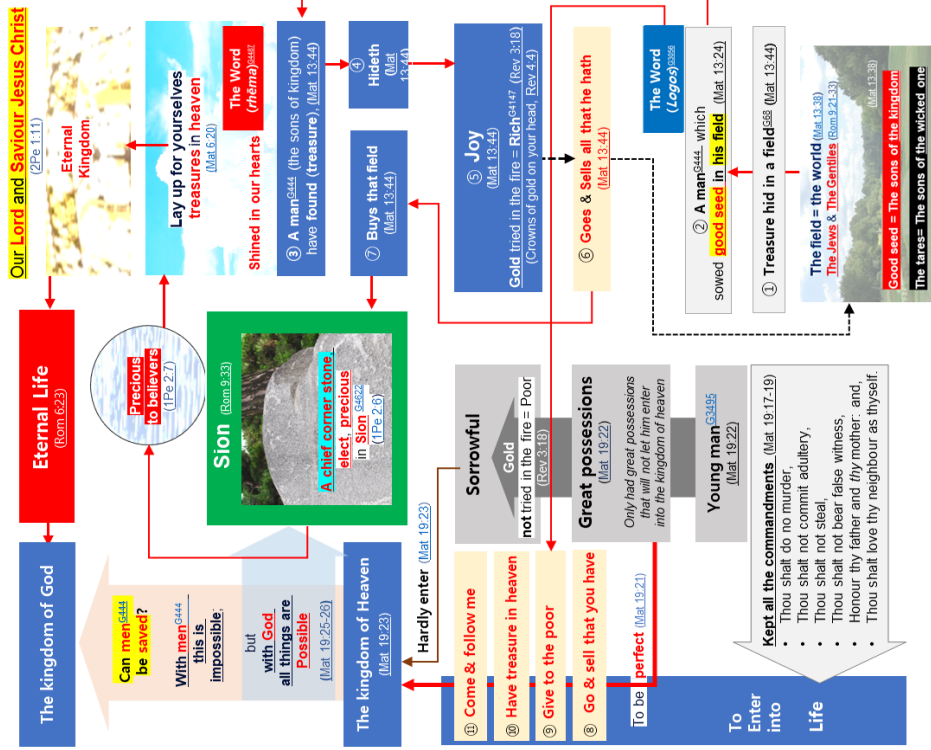 The kingdom of God
Eternal Life
(Rom 6:23)
Our Lord and Saviour Jesus Christ
(2Pe 1:11)
Eternal
Kingdom
Can menG444
be saved?
With menG444
this is
impossible;
but
with God
all things are
Possible
(Mat 19:25-26)
Precious
to believers
(1Pe 2.7)
Lay up for yourselves
treasures in heaven
(Mat 6:20)
The Word
(rhēma)G4487
Shined in our hearts
Sion (Rom 9:33)
A chief corner stone,
elect, precious
in Sion G4622
(1Pe 2.6)
③ A manG444 (the sons of kingdom)
have found (treasure) (Mat 13:44)
④
Hideth
(Mat
13:44)
⑦ Buys that field
(Mat 13:44)
The kingdom of Heaven
(Mat 19:23)
Hardly enter (Mat 19:23)
Sorrowful
Gold
not tried in the fire = Poor
(Rev 3:18)
⑤ Joy
(Mat 13:44)
Gold tried in the fire = RichG4147 (Rev 3:18)
(Crowns of gold on your head, Rev 4:4)
⑪ Come & follow me
⑩ Have treasure in heaven
⑨ Give to the poor
⑧ Go & sell that you have
Great possessions
(Mat 19:22)
Only had great possessions
that will not let him enter
into the kingdom of heaven
⑥ Goes & Sells all that he hath
(Mat 13:44)
To be perfect (Mat 19:21)
Young manG3495
(Mat 19:22)
The Word
(Logos)G3056
② A manG444 which
sowed good seed in his field (Mat 13:24)
① Treasure hid in a fieldG68 (Mat 13:44)
To
Enter
into
Life
Kept all the commandments (Mat 19:17-19)
• Thou shalt do no murder,
• Thou shalt not commit adultery,
• Thou shalt not steal,
• Thou shalt not bear false witness,
• Honour thy father and thy mother: and,
• Thou shalt love thy neighbour as thyself.
The field = the world (Mat 13.38)
The Jews & The Gentiles (Rom 9.21-33)
(Mat 13.38)
Good seed = The sons of the kingdom
The tares= The sons of the wicked one